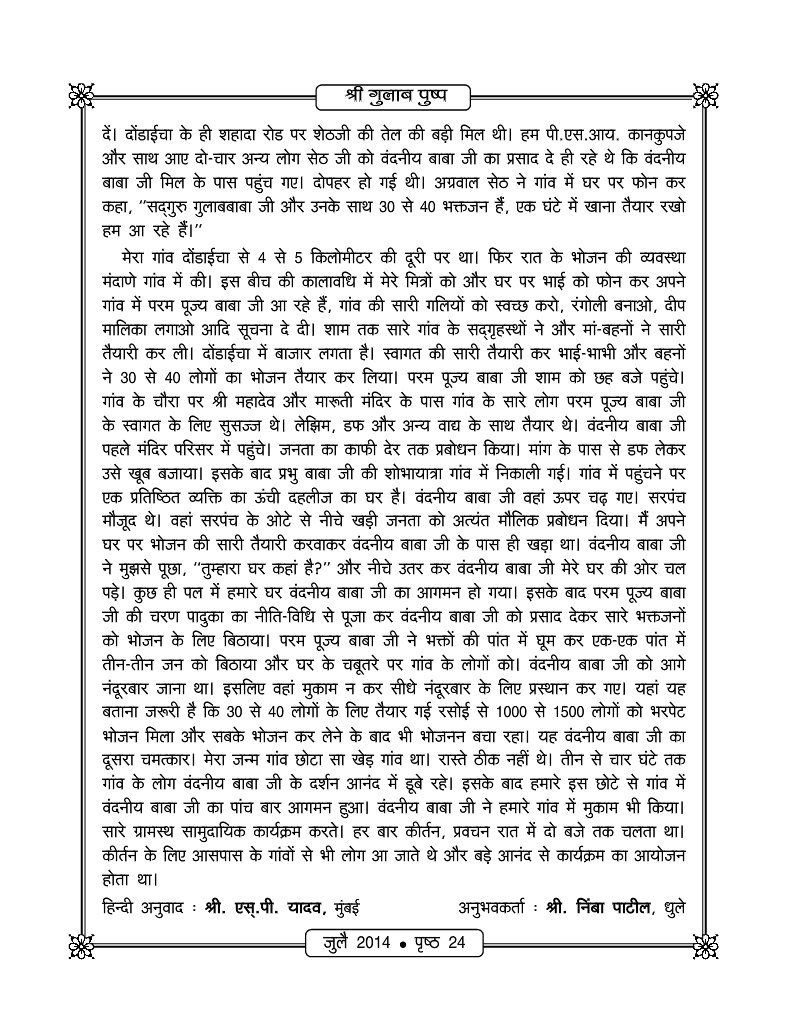 श्री गुलाब पुष्प
दें। दोंडाईचा के ही शहादा रोड पर शेठजी की तेल की बड़ी मिल थी। हम पी.एस.आय. कानकुपजे
और साथ आए दो-चार अन्य लोग सेठ जी को वंदनीय बाबा जी का प्रसाद दे ही रहे थे कि वंदनीय
बाबा जी मिल के पास पहुंच गए। दोपहर हो गई थी। अग्रवाल सेठ ने गांव में घर पर फोन कर
कहा, ‘‘सद्‌गुरु गुलाबबाबा जी और उनके साथ 30 से 40 भक्तजन हैं, एक घंटे में खाना तैयार रखो
हम आ रहे हैं।’’
मेरा गांव दोंडाईचा से 4 से 5 किलोमीटर की दूरी पर था। फिर रात के भोजन की व्यवस्था
मंदाणे गांव में की। इस बीच की कालावधि में मेरे मित्रों को और घर पर भाई को फोन कर अपने
गांव में परम पूज्य बाबा जी आ रहे हैं, गांव की सारी गलियों को स्वच्छ करो, रंगोली बनाओ, दीप
मालिका लगाओ आदि सूचना दे दी। शाम तक सारे गांव के सद्‌गृहस्थों ने और मां-बहनों ने सारी
तैयारी कर ली। दोंडाईचा में बाजार लगता है। स्वागत की सारी तैयारी कर भाई-भाभी और बहनों
ने 30 से 40 लोगों का भोजन तैयार कर लिया। परम पूज्य बाबा जी शाम को छह बजे पहुंचे।
गांव के चौरा पर श्री महादेव और मारूती मंदिर के पास गांव के सारे लोग परम पूज्य बाबा जी
के स्वागत के लिए सुसज्ज थे। लेझिम, डफ और अन्य वाद्य के साथ तैयार थे। वंदनीय बाबा जी
पहले मंदिर परिसर में पहुंचे। जनता का काफी देर तक प्रबोधन किया। मांग के पास से डफ लेकर
उसे खूब बजाया। इसके बाद प्रभु बाबा जी की शोभायात्रा गांव में निकाली गई। गांव में पहुंचने पर
एक प्रतिष्ठित व्यक्ति का ऊंची दहलीज का घर है। वंदनीय बाबा जी वहां ऊपर चढ़ गए। सरपंच
मौजूद थे। वहां सरपंच के ओटे से नीचे खड़ी जनता को अत्यंत मौलिक प्रबोधन दिया। मैं अपने
घर पर भोजन की सारी तैयारी करवाकर वंदनीय बाबा जी के पास ही खड़ा था। वंदनीय बाबा जी
ने मुझसे पूछा, ‘‘तुम्हारा घर कहां है?’’ और नीचे उतर कर वंदनीय बाबा जी मेरे घर की ओर चल
पड़े। कुछ ही पल में हमारे घर वंदनीय बाबा जी का आगमन हो गया। इसके बाद परम पूज्य बाबा
जी की चरण पादुका का नीति-विधि से पूजा कर वंदनीय बाबा जी को प्रसाद देकर सारे भक्तजनों
को भोजन के लिए बिठाया। परम पूज्य बाबा जी ने भक्तों की पांत में घूम कर एक-एक पांत में
तीन-तीन जन को बिठाया और घर के चबूतरे पर गांव के लोगों को। वंदनीय बाबा जी को आगे
नंदूरबार जाना था। इसलिए वहां मुकाम न कर सीधे नंदूरबार के लिए प्रस्थान कर गए। यहां यह
बताना जरूरी है कि 30 से 40 लोगों के लिए तैयार गई रसोई से 1000 से 1500 लोगों को भरपेट
भोजन मिला और सबके भोजन कर लेने के बाद भी भोजनन बचा रहा। यह वंदनीय बाबा जी का
दूसरा चमत्कार। मेरा जन्म गांव छोटा सा खेड़ गांव था। रास्ते ठीक नहीं थे। तीन से चार घंटे तक
गांव के लोग वंदनीय बाबा जी के दर्शन आनंद में डूबे रहे। इसके बाद हमारे इस छोटे से गांव में
वंदनीय बाबा जी का पांच बार आगमन हुआ। वंदनीय बाबा जी ने हमारे गांव में मुकाम भी किया।
सारे ग्रामस्थ सामुदायिक कार्यक्रम करते। हर बार कीर्तन, प्रवचन रात में दो बजे तक चलता था।
कीर्तन के लिए आसपास के गांवों से भी लोग आ जाते थे और बड़े आनंद से कार्यक्रम का आयोजन
होता था।
हिन्दी अनुवाद : श्री. एस्.पी. यादव, मुंबई अनुभवकर्ता : श्री. निंबा पाटील, धुले
जुलै 2014 ● पृष्ठ 24